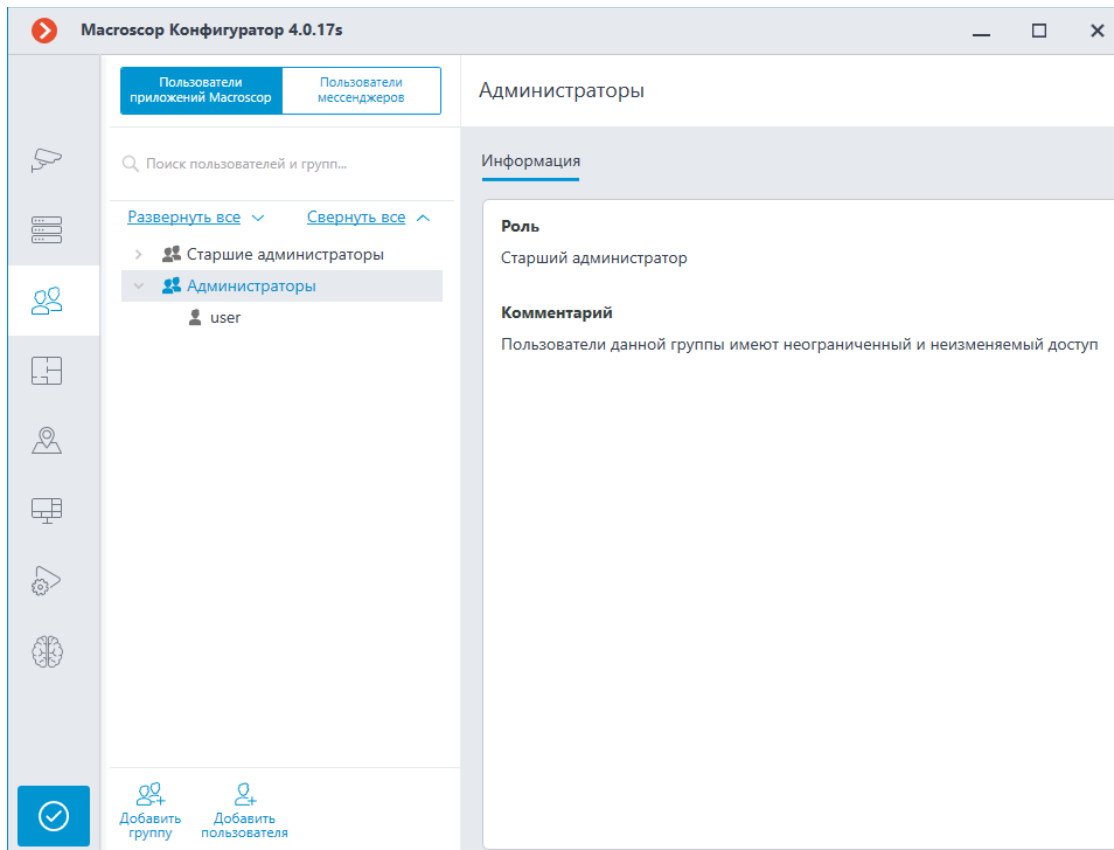 Macroscop Конфигуратор 4.0.17s
Пользователи
приложений Macroscop
Пользователи
мессенджеров
Поиск пользователей и групп...
Развернуть все
Свернуть все
Старшие администраторы
Администраторы
user
Добавить
группу
Добавить
пользователя
Администраторы
Информация
Роль
Старший администратор
Комментарий
Пользователи данной группы имеют неограниченный и неизменяемый доступ